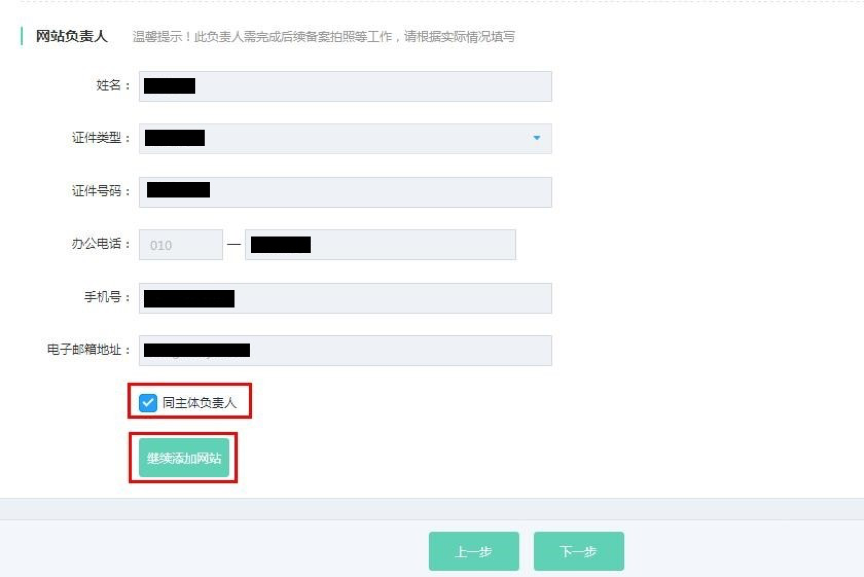 网站负责人 温馨提示！此负责人需完成后续备案拍照等工作，请根据实际情况填写
姓名：
证件类型：
证件号码：
办公电话： 010 —
手机号：
电子邮箱地址：
同主体负责人
继续添加网站
上一步 下一步